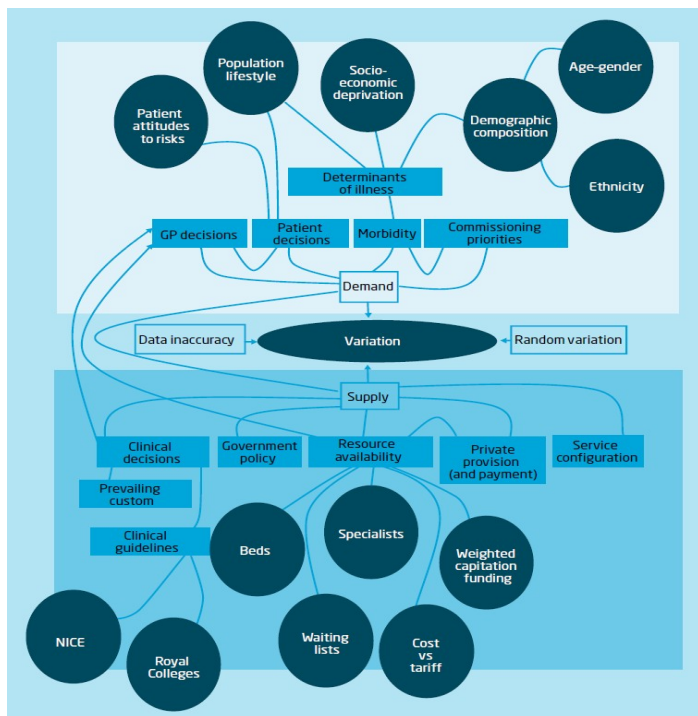 Population
lifestyle
Socio-
economic
deprivation
Age-gender
Patient
attitudes
to risks
Demographic
composition
Determinants
of illness
Ethnicity
GP decisions
Patient
decisions
Morbidity
Commissioning
priorities
Demand
Data inaccuracy
Variation
Random variation
Supply
Clinical
decisions
Government
policy
Resource
availability
Private
provision
(and payment)
Service
configuration
Prevailing
custom
Clinical
guidelines
Beds
Specialists
Weighted
capitation
funding
NICE
Royal
Colleges
Waiting
lists
Cost
vs
tariff